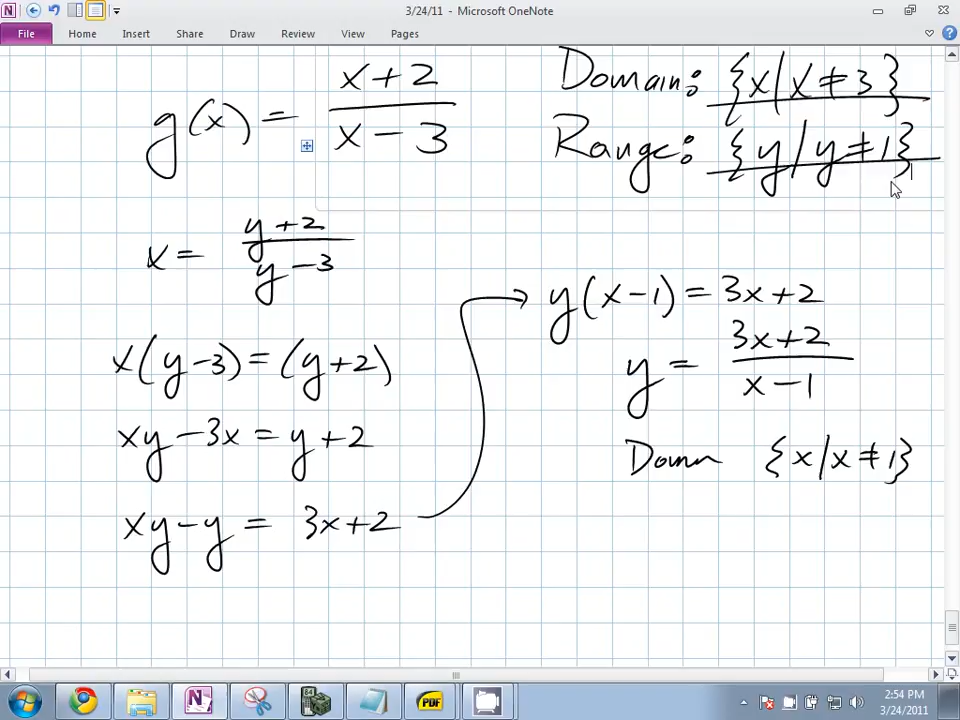 3/24/11 - Microsoft OneNote
File Home Insert Share Draw Review View Pages
g(x) = x+2 / x-3
Domain: {x/x≠3}
Range: {y/y≠1}
x = y+2 / y-3
x(y-3) = (y+2)
xy-3x = y+2
xy-y = 3x+2
y(x-1) = 3x+2
y = 3x+2 / x-1
Doman {x/x≠1}
PDF
2:54 PM
3/24/2011